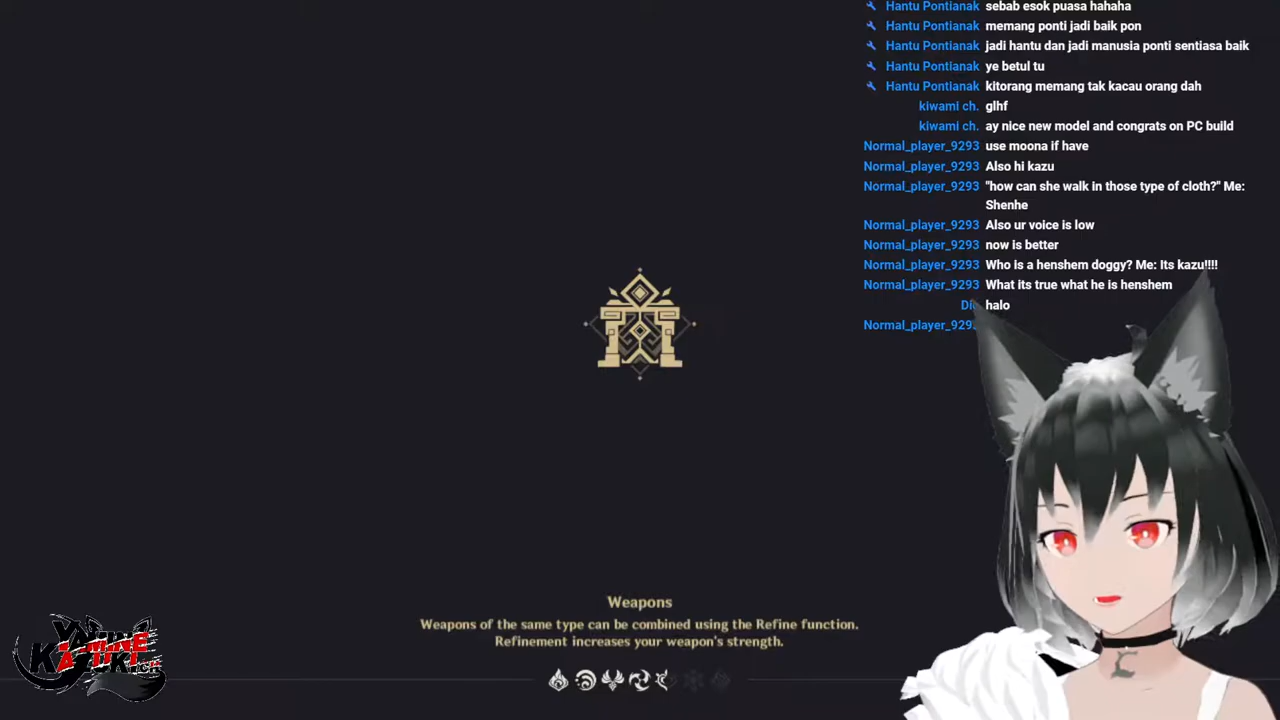 Hantu Pontianak sebab esok puasa hahaha
Hantu Pontianak memang ponti jadi baik pon
Hantu Pontianak jadi hantu dan jadi manusia ponti sentiasa baik
Hantu Pontianak ye betul tu
Hantu Pontianak kitorang memang tak kacau orang dah
kiwami ch. glhf
kiwami ch. ay nice new model and congrats on PC build
Normal_player_9293 use moona if have
Normal_player_9293 Also hi kazu
Normal_player_9293 "how can she walk in those type of cloth?" Me:
Shenhe
Normal_player_9293 Also ur voice is low
Normal_player_9293 now is better
Normal_player_9293 Who is a henshem doggy? Me: Its kazu!!!!
Normal_player_9293 What its true what he is henshem
halo
Weapons
Weapons of the same type can be combined using the Refine function.
Refinement increases your weapon's strength.